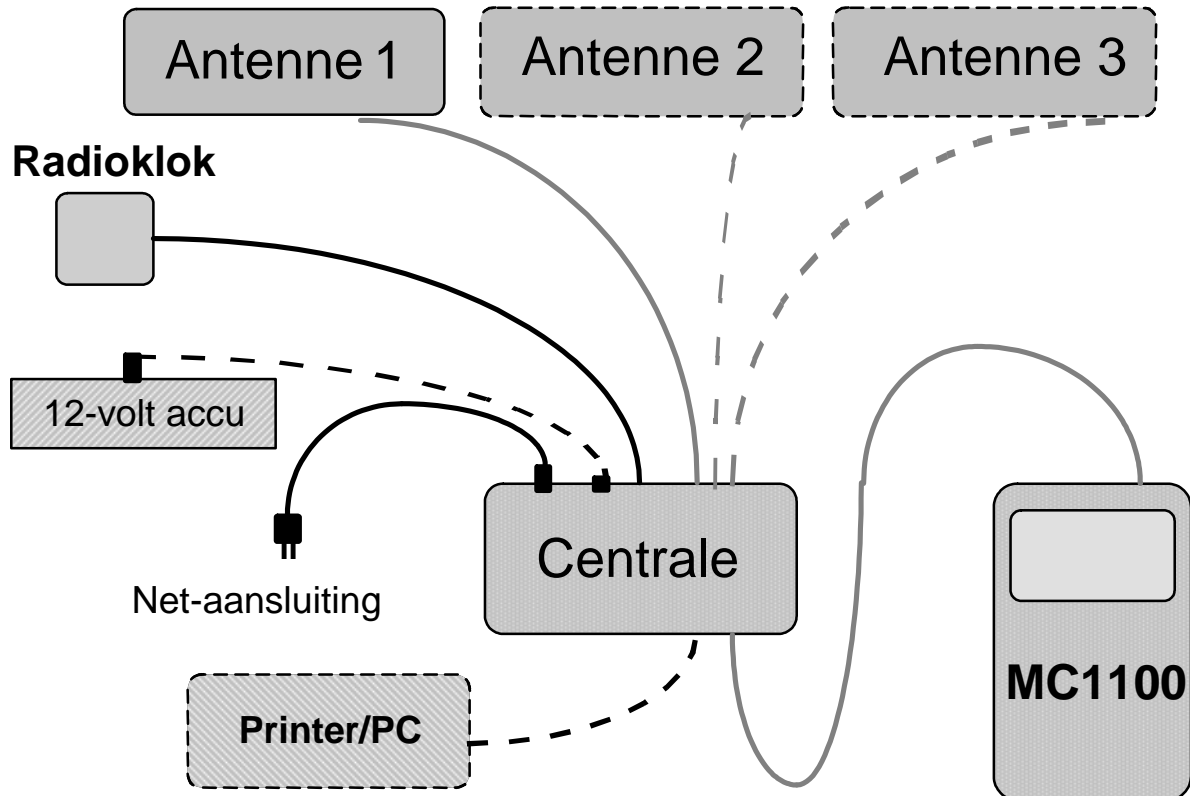 Antenne 1
Antenne 2
Antenne 3
Radioklok
12-volt accu
Centrale
Net-aansluiting
MC1100
Printer/PC